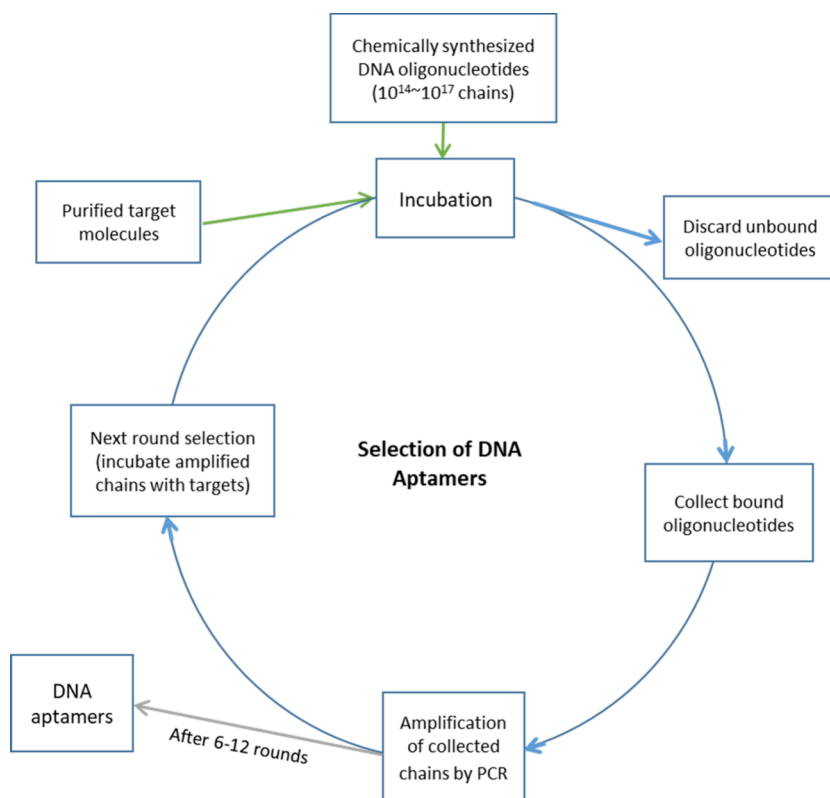 Chemically synthesized
DNA oligonucleotides
(10¹⁴~10¹⁷ chains)
Purified target
molecules
Incubation
Discard unbound
oligonucleotides
Next round selection
(incubate amplified
chains with targets)
Selection of DNA
Aptamers
Collect bound
oligonucleotides
DNA
aptamers
After 6-12 rounds
Amplification
of collected
chains by PCR